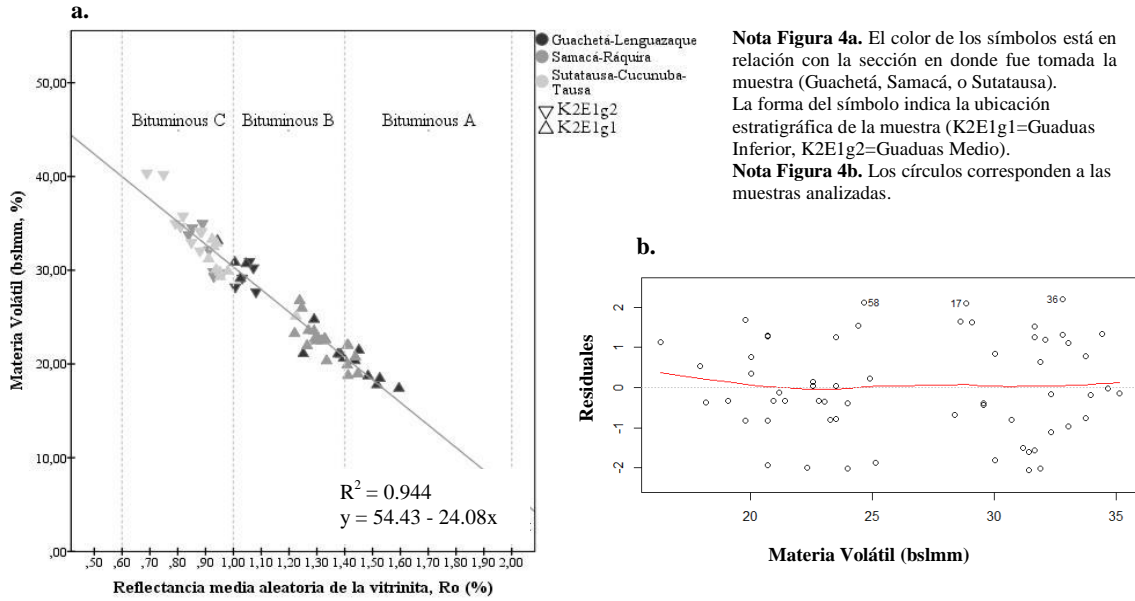 a.
50,00
40,00
30,00
20,00
10,00
,00
Materia Volátil (bslmm, %)
Bituminous C
Bituminous B
Bituminous A
R² = 0.944
y = 54.43 - 24.08x
,50 ,60 ,70 ,80 ,90 1,00 1,10 1,20 1,30 1,40 1,50 1,60 1,70 1,80 1,90 2,00
Reflectancia media aleatoria de la vitrinita, Ro (%)
Guachetá-Lenguazaque
Samacá-Ráquira
Sutatausa-Cucunuba-
Tausa
K2E1g2
K2E1g1
Nota Figura 4a. El color de los símbolos está en
relación con la sección en donde fue tomada la
muestra (Guachetá, Samacá, o Sutatausa).
La forma del símbolo indica la ubicación
estratigráfica de la muestra (K2E1g1=Guaduas
Inferior, K2E1g2=Guaduas Medio).
Nota Figura 4b. Los círculos corresponden a las
muestras analizadas.
b.
Residuales
2
1
0
-1
-2
58
17
36
20 25 30 35
Materia Volátil (bslmm)